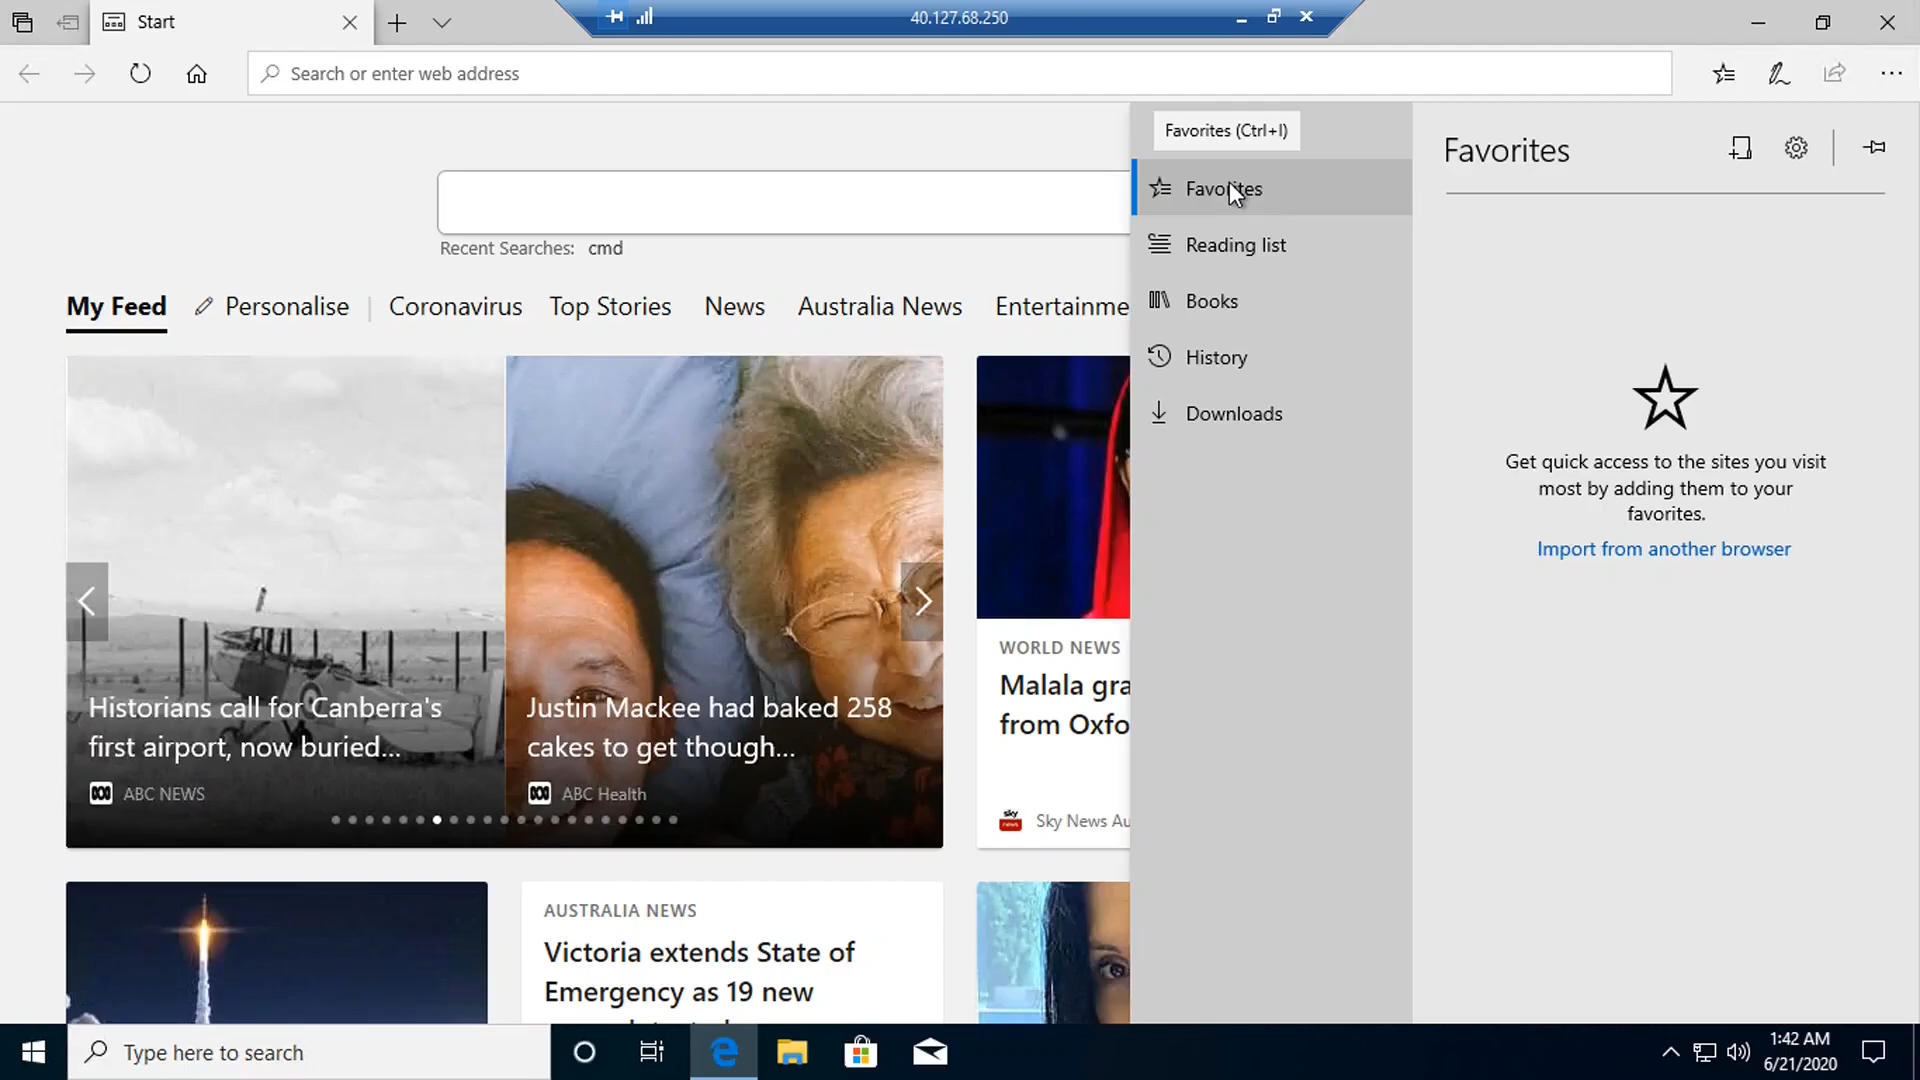 Start
40.127.68.250
Search or enter web address
Favorites (Ctrl+I)
Favorites
Reading list
Books
History
Downloads
Favorites
Get quick access to the sites you visit
most by adding them to your
favorites.
Import from another browser
Recent Searches: cmd
My Feed
Personalise
Coronavirus
Top Stories
News
Australia News
Entertainme
Historians call for Canberra's
first airport, now buried...
ABC NEWS
Justin Mackee had baked 258
cakes to get though...
ABC Health
WORLD NEWS
Malala gra
from Oxfo
sky news
Sky News Au
AUSTRALIA NEWS
Victoria extends State of
Emergency as 19 new
Type here to search
1:42 AM
6/21/2020